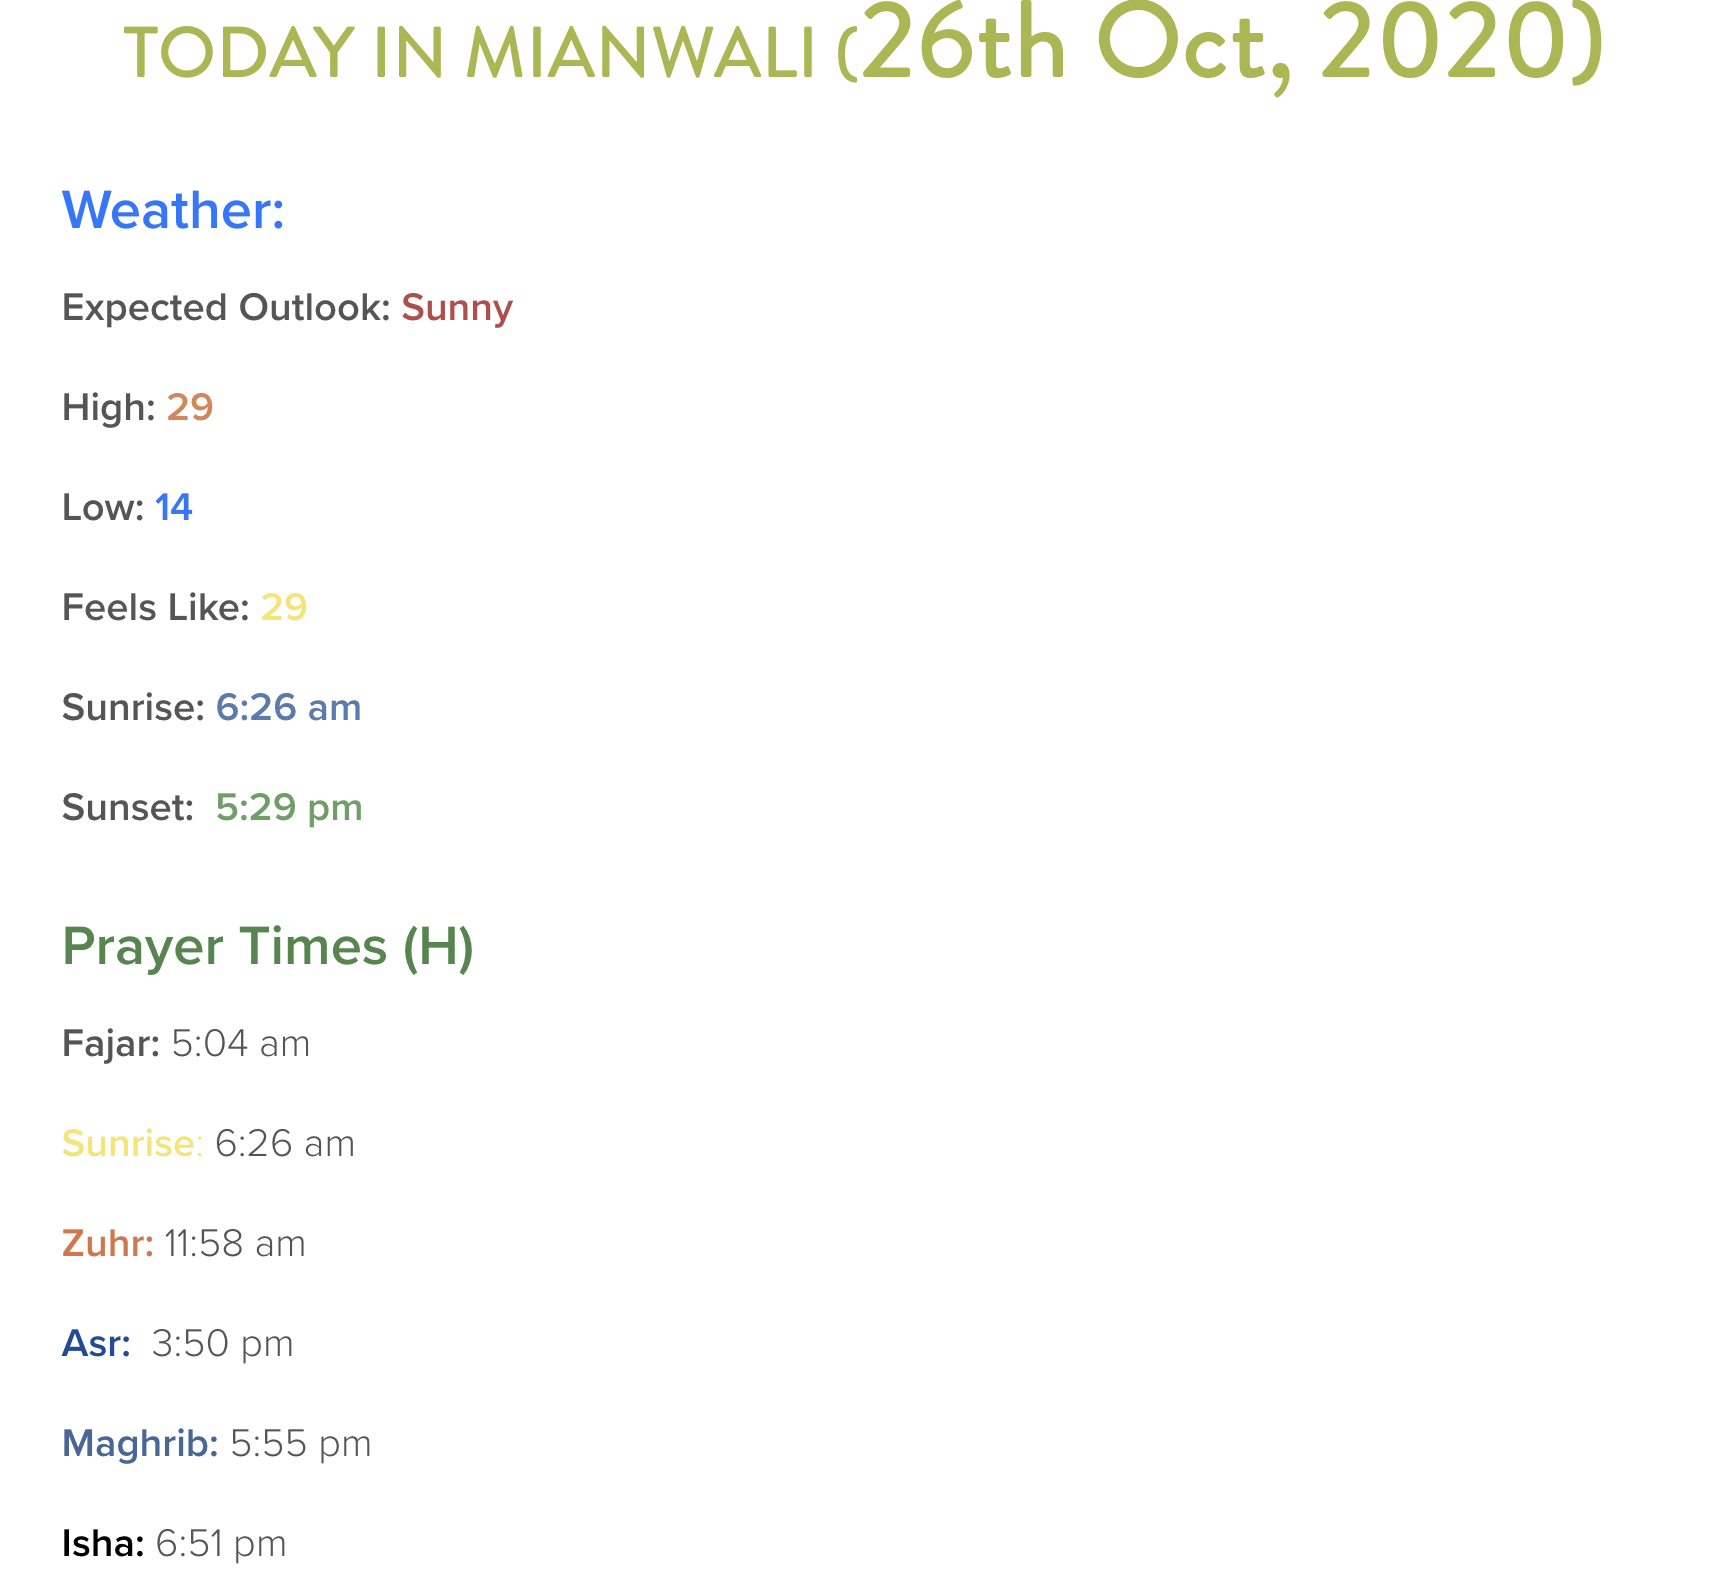 TODAY IN MIANWALI (26th Oct, 2020)
Weather:
Expected Outlook: Sunny
High: 29
Low: 14
Feels Like: 29
Sunrise: 6:26 am
Sunset:  5:29 pm
Prayer Times (H)
Fajar: 5:04 am
Sunrise: 6:26 am
Zuhr: 11:58 am
Asr:  3:50 pm
Maghrib: 5:55 pm
Isha: 6:51 pm